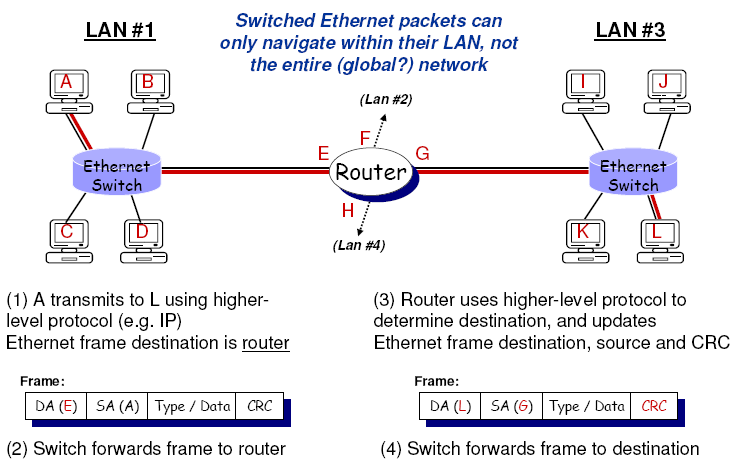 LAN #1
Switched Ethernet packets can
only navigate within their LAN, not
the entire (global?) network
LAN #3
A
B
(Lan #2)
I
J
E
F
G
Ethernet
Switch
Router
Ethernet
Switch
H
C
D
(Lan #4)
K
L
(1) A transmits to L using higher-
level protocol (e.g. IP)
Ethernet frame destination is router
(3) Router uses higher-level protocol to
determine destination, and updates
Ethernet frame destination, source and CRC
Frame:
DA (E) SA (A) Type / Data CRC
Frame:
DA (L) SA (G) Type / Data CRC
(2) Switch forwards frame to router
(4) Switch forwards frame to destination